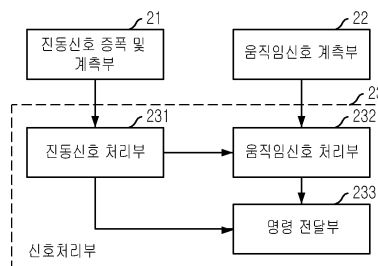 21
진동신호 증폭 및
계측부
22
움직임신호 계측부
231
진동신호 처리부
232
움직임신호 처리부
233
명령 전달부
신호처리부